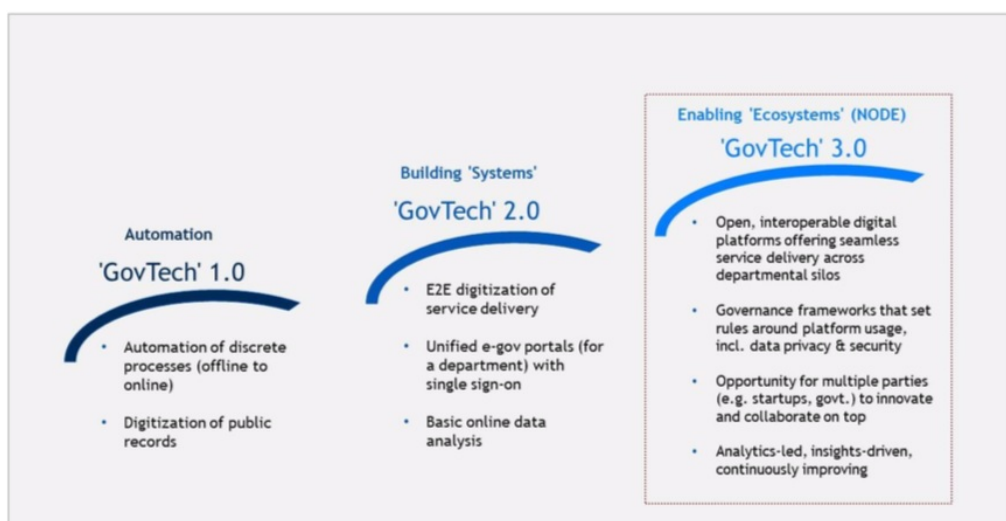 Automation
'GovTech' 1.0
• Automation of discrete
processes (offline to
online)
• Digitization of public
records
Building 'Systems'
'GovTech' 2.0
• E2E digitization of
service delivery
• Unified e-gov portals (for
a department) with
single sign-on
• Basic online data
analysis
Enabling 'Ecosystems' (NODE)
'GovTech' 3.0
• Open, interoperable digital
platforms offering seamless
service delivery across
departmental silos
• Governance frameworks that set
rules around platform usage,
incl. data privacy & security
• Opportunity for multiple parties
(e.g. startups, govt.) to innovate
and collaborate on top
• Analytics-led, insights-driven,
continuously improving